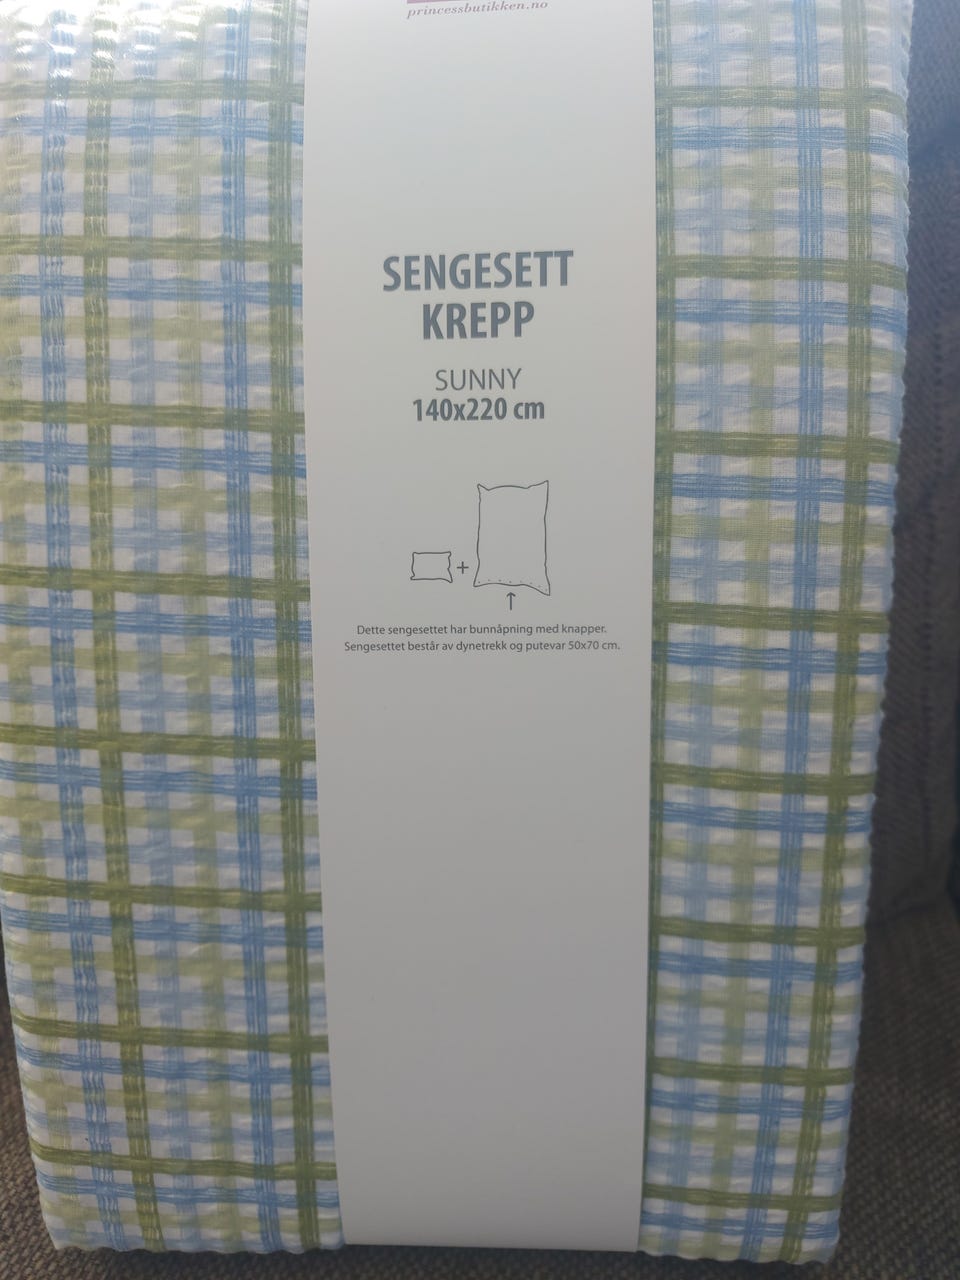 princessbutikken.no
SENGESETT
KREPP
SUNNY
140x220 cm
+
Dette sengesettet har bunnåpning med knapper.
Sengesettet består av dynetrekk og putevar 50x70 cm.